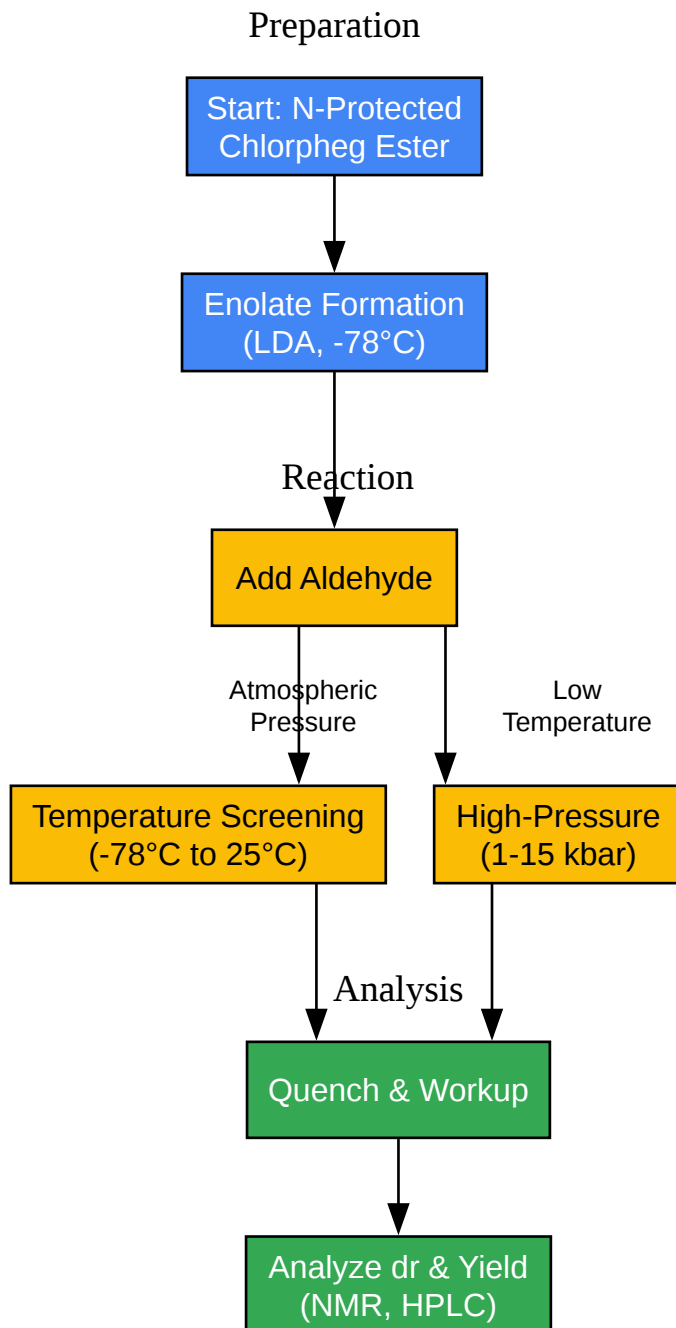 Preparation
Start: N-Protected
Chlorpheg Ester
Enolate Formation
(LDA, -78°C)
Reaction
Add Aldehyde
Atmospheric
Pressure
Low
Temperature
Temperature Screening
(-78°C to 25°C)
High-Pressure
(1-15 kbar)
Analysis
Quench & Workup
Analyze dr & Yield
(NMR, HPLC)